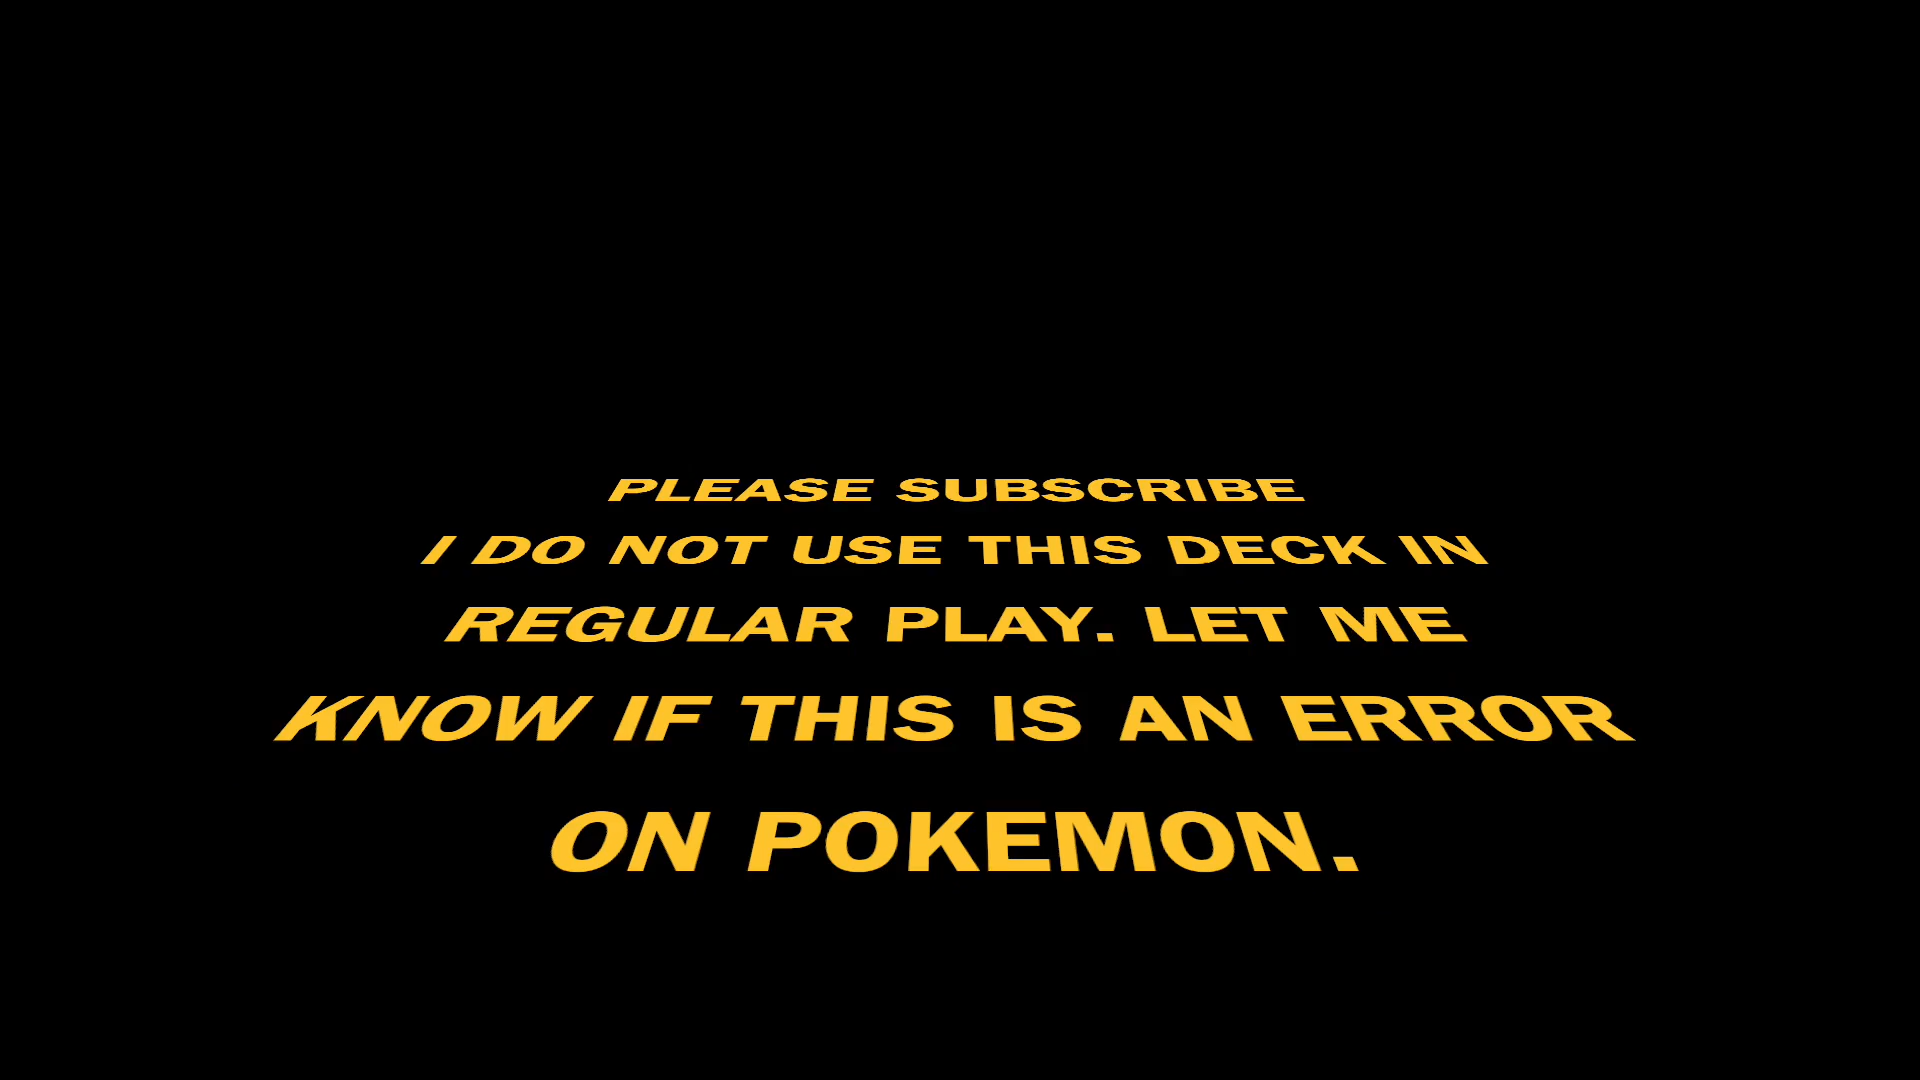 PLEASE SUBSCRIBE
I DO NOT USE THIS DECK IN
REGULAR PLAY. LET ME
KNOW IF THIS IS AN ERROR
ON POKEMON.